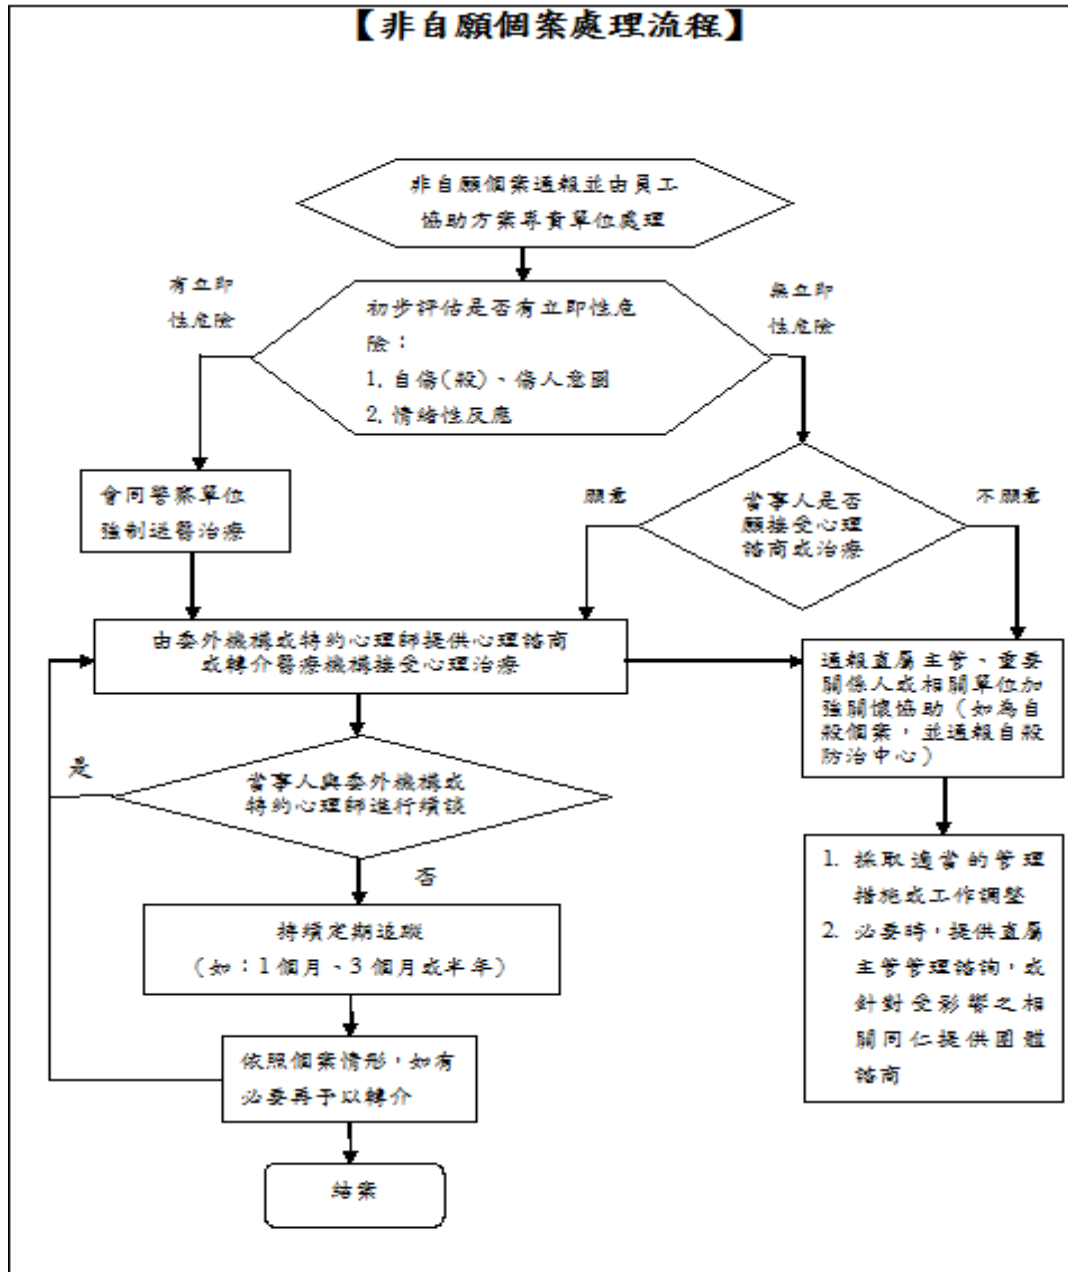 【非自願個案處理流程】
非自願個案通報並由員工
協助方案專責單位處理
有立即
性危險
無立即
性危險
初步評估是否有立即性危
險：
1. 自傷(殺)、傷人意圖
2. 情緒性反應
會同警察單位
強制送醫治療
願意
當事人是否
願接受心理
諮商或治療
不願意
由委外機構或特約心理師提供心理諮商
或轉介醫療機構接受心理治療
通報直屬主管、重要
關係人或相關單位加
強關懷協助（如為自
殺個案，並通報自殺
防治中心）
是
當事人與委外機構或
特約心理師進行續談
否
持續定期追蹤
（如：1個月、3個月或半年）
1. 採取適當的管理
措施或工作調整
2. 必要時，提供直屬
主管管理諮詢，或
針對受影響之相
關同仁提供團體
諮商
依照個案情形，如有
必要再予以轉介
結案